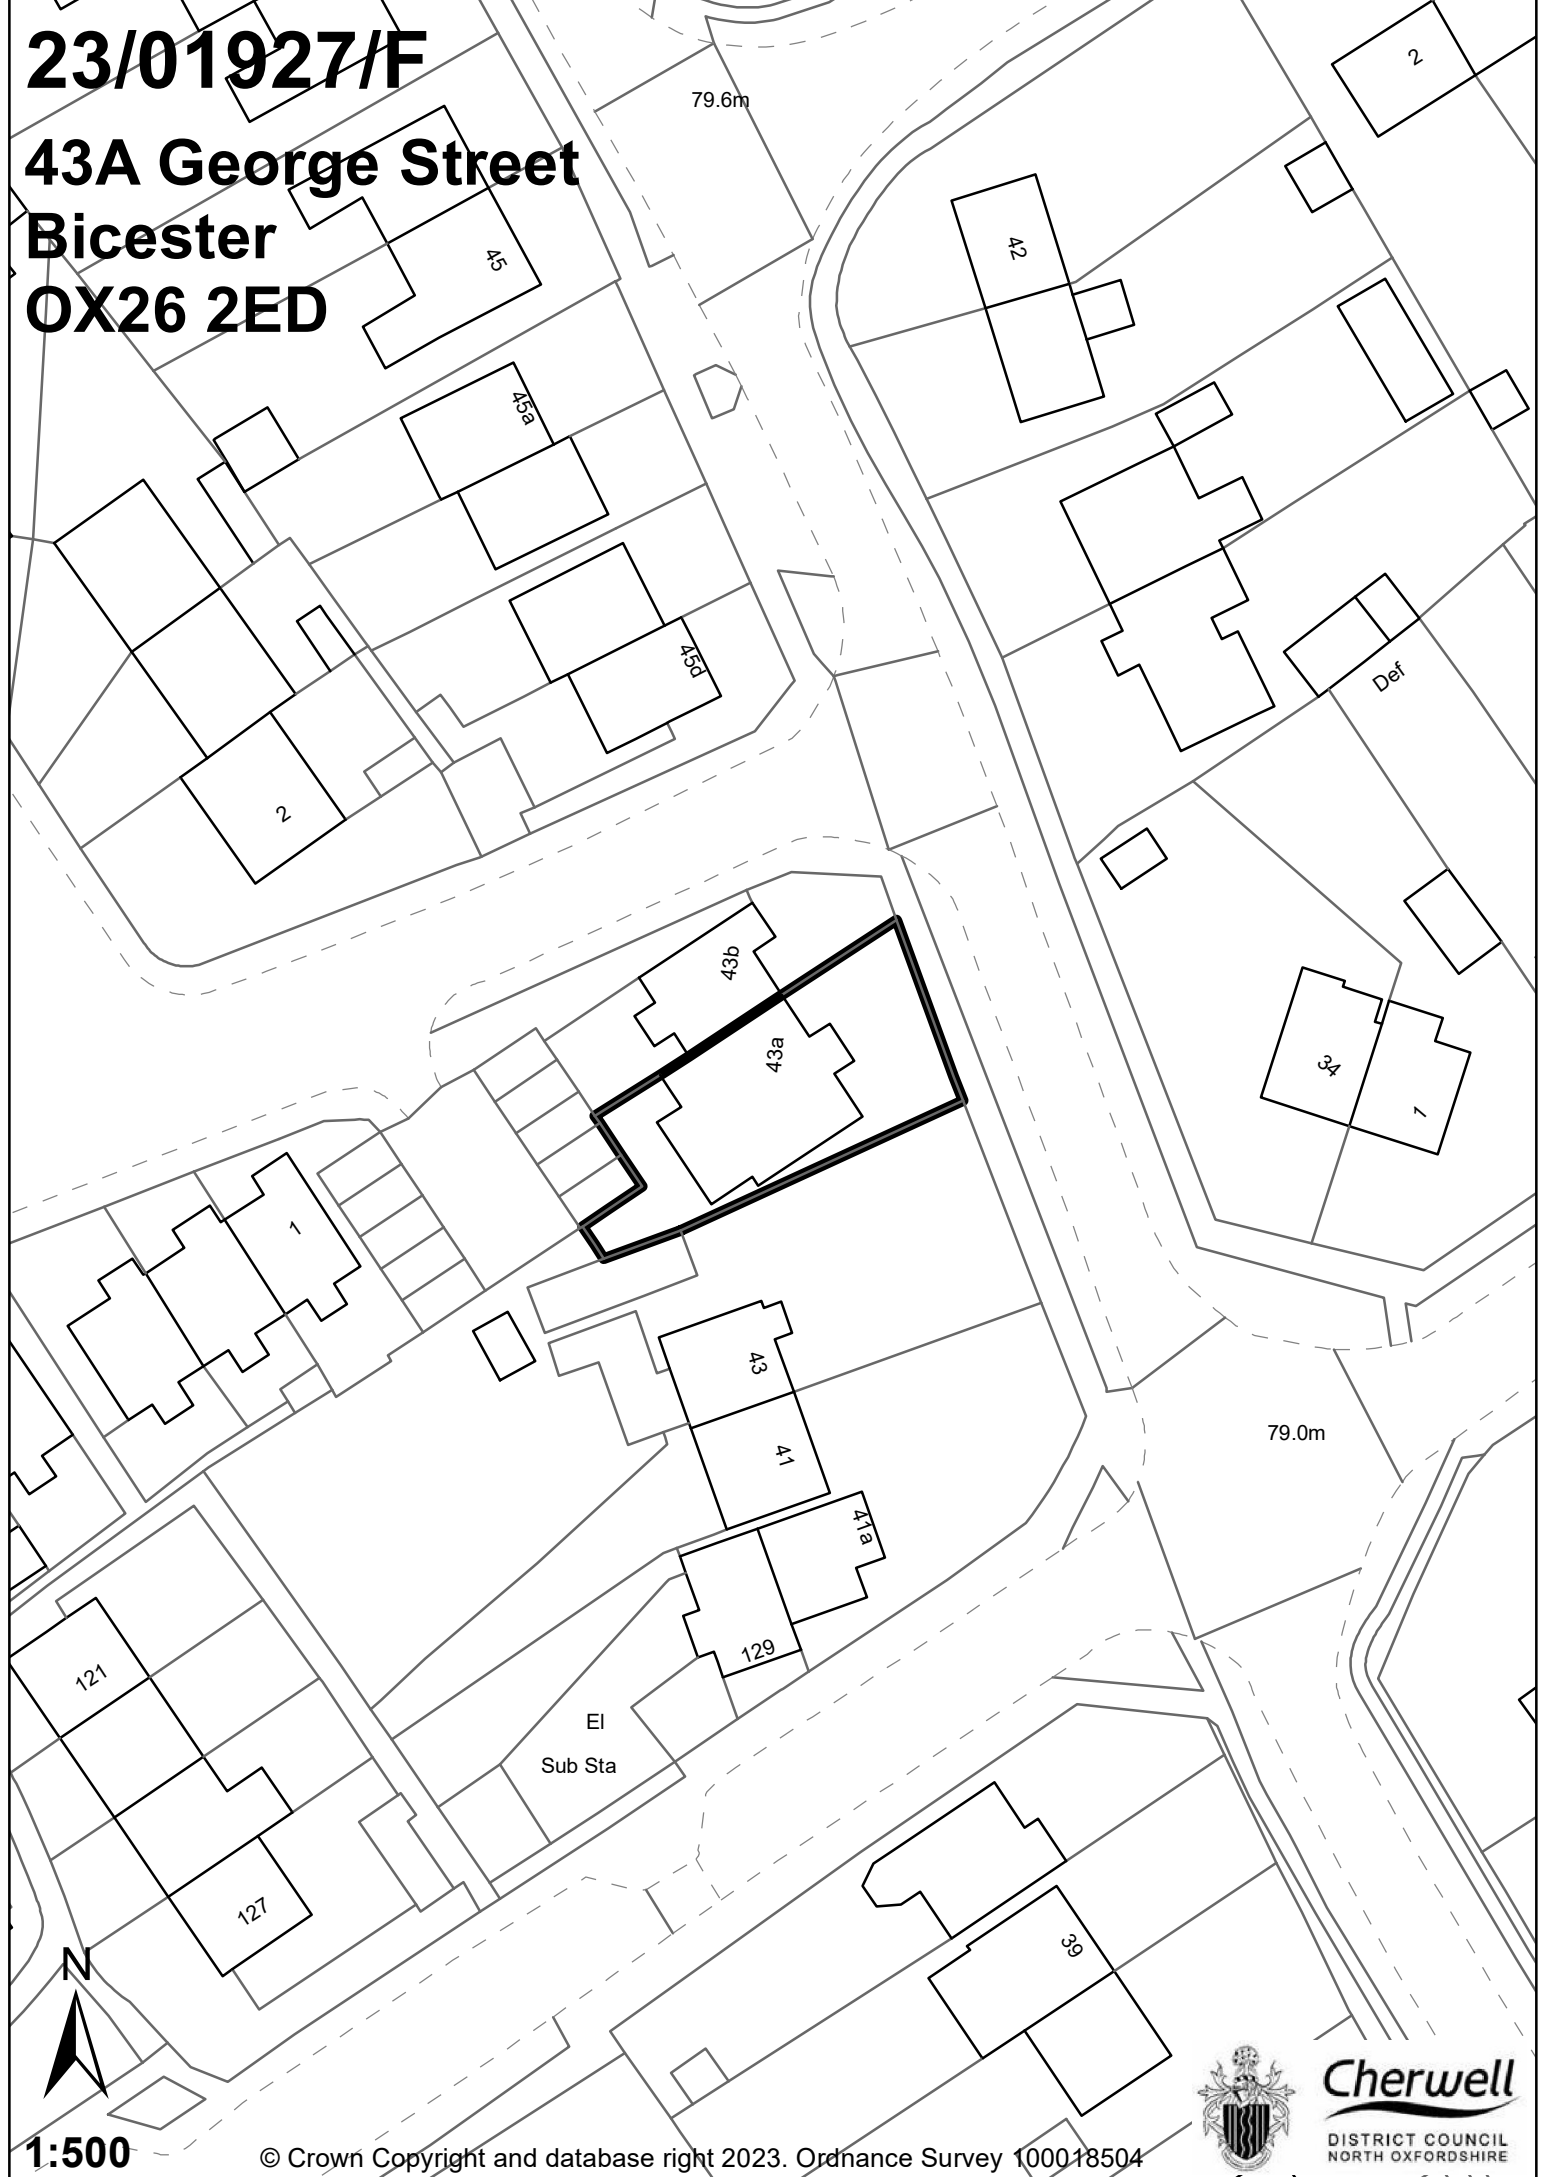 23/01927/F
43A George Street
Bicester
OX26 2ED
79.6m
2
42
45
45a
45d
Def
2
43b
43a
34
1
1
43
41
79.0m
41a
129
121
El
Sub Sta
127
39
N
1:500
© Crown Copyright and database right 2023. Ordnance Survey 100018504
Cherwell
DISTRICT COUNCIL
NORTH OXFORDSHIRE